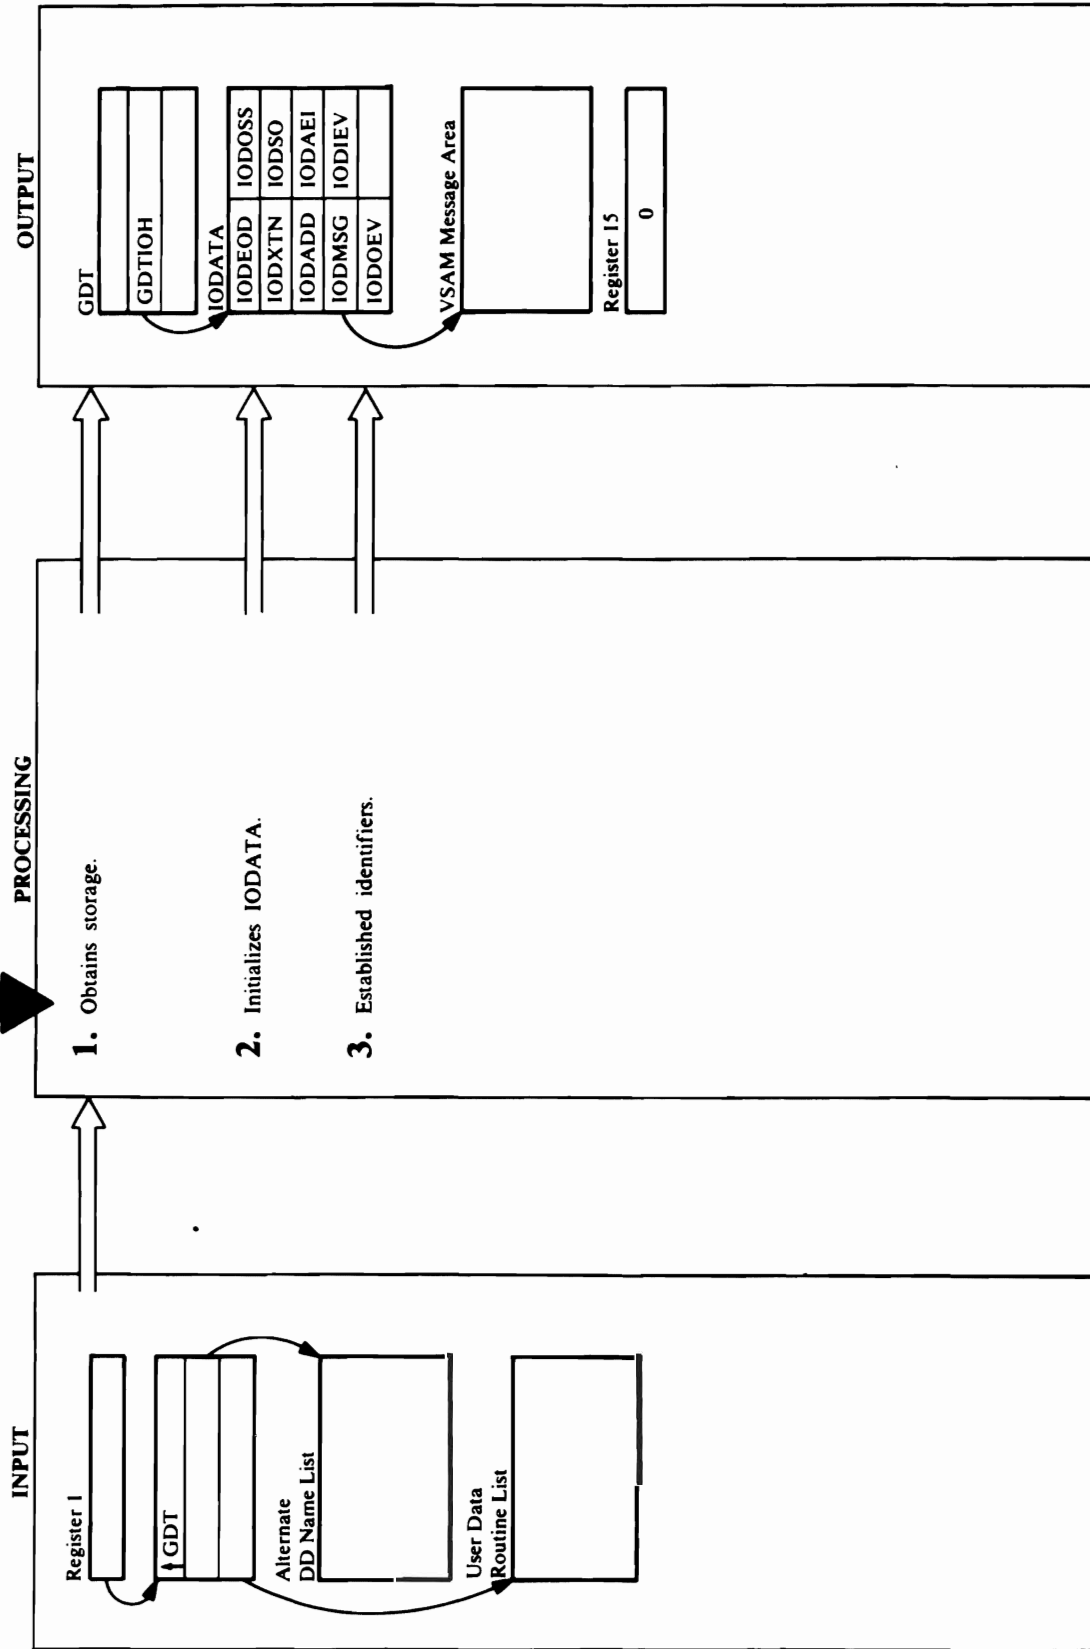 INPUT
Register 1
↑ GDT
Alternate
DD Name List
User Data
Routine List
PROCESSING
1. Obtains storage.
2. Initializes IODATA.
3. Established identifiers.
OUTPUT
GDT
GDTIOH
IODATA
IODEOD IODOSS
IODXTN IODSO
IODADD IODAEI
IODMSG IODIEV
IODOEV
VSAM Message Area
Register 15
0